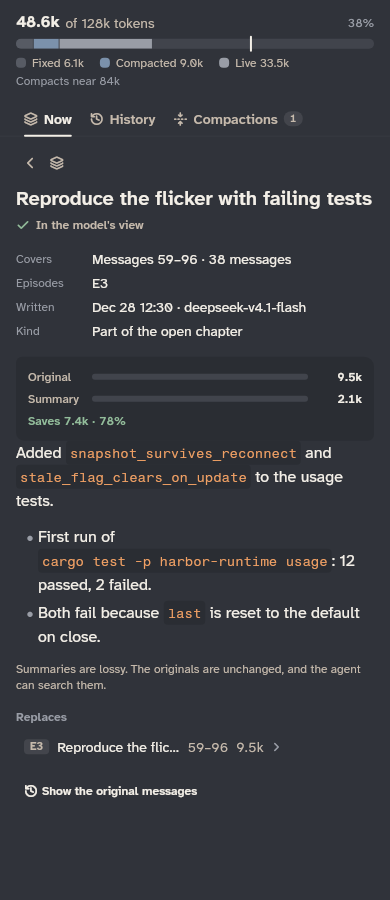 48.6k of 128k tokens 38%
Fixed 6.1k Compacted 9.0k Live 33.5k
Compacts near 84k
Now History Compactions 1
Reproduce the flicker with failing tests
In the model's view
Covers Messages 59–96 · 38 messages
Episodes E3
Written Dec 28 12:30 · deepseek-v4.1-flash
Kind Part of the open chapter
Original 9.5k
Summary 2.1k
Saves 7.4k · 78%
Added snapshot_survives_reconnect and
stale_flag_clears_on_update to the usage
tests.
• First run of
cargo test -p harbor-runtime usage: 12
passed, 2 failed.
• Both fail because last is reset to the default
on close.
Summaries are lossy. The originals are unchanged, and the agent
can search them.
Replaces
E3 Reproduce the flic... 59–96 9.5k
Show the original messages